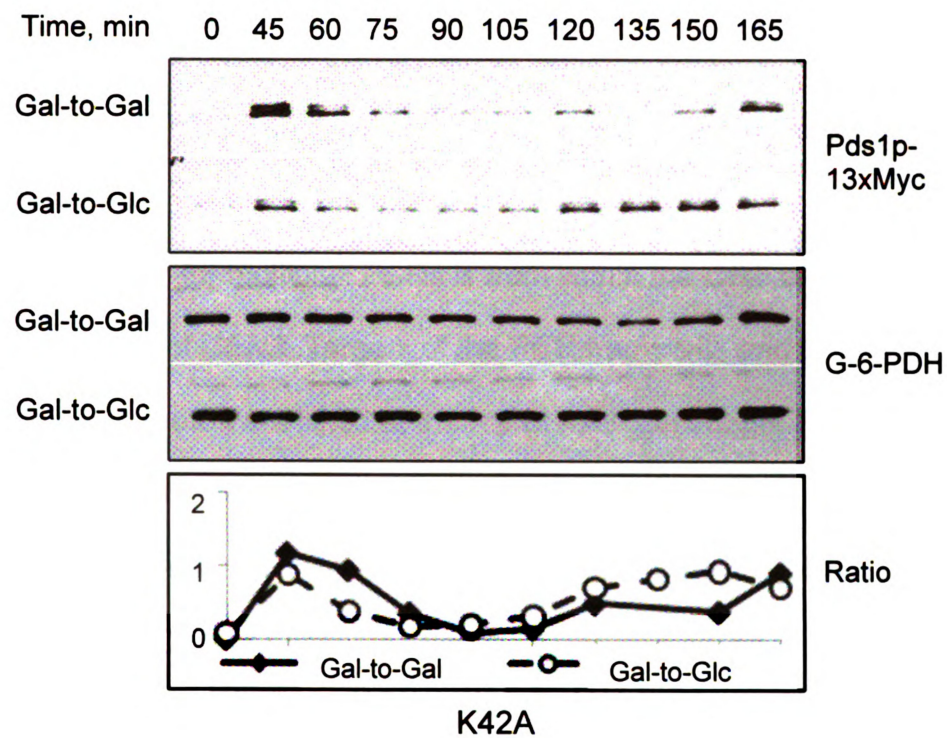 Time, min 0 45 60 75 90 105 120 135 150 165
Gal-to-Gal
Gal-to-Glc
Pds1p-
13xMyc
Gal-to-Gal
Gal-to-Glc
G-6-PDH
2
1
0
Ratio
Gal-to-Gal Gal-to-Glc
K42A